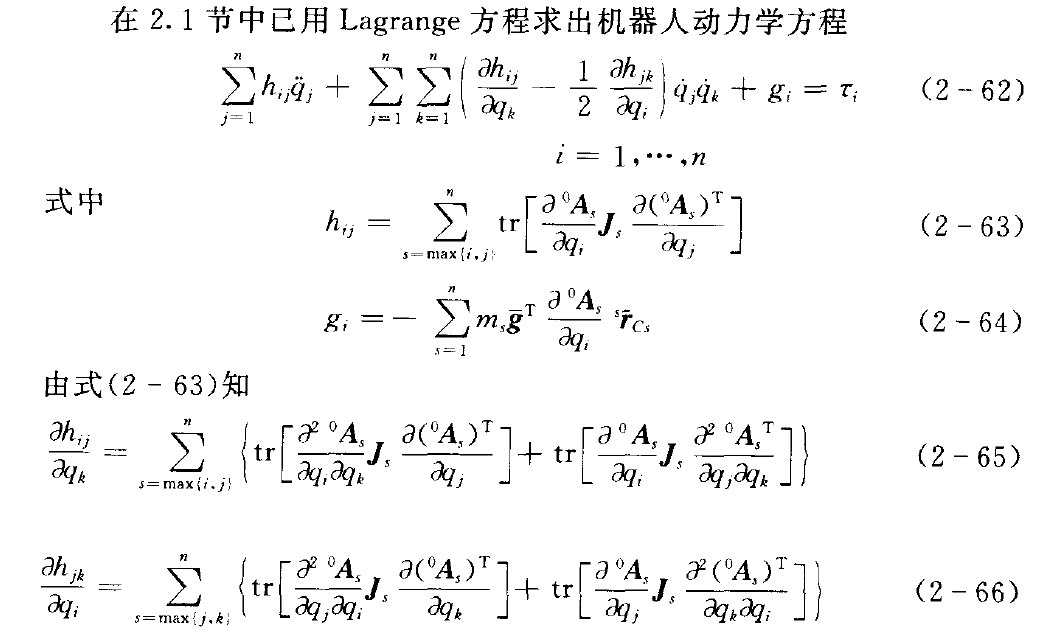 在 2.1 节中已用 Lagrange 方程求出机器人动力学方程
$$\sum_{j=1}^{n} h_{ij}\ddot{q}_j + \sum_{j=1}^{n}\sum_{k=1}^{n}\left(\frac{\partial h_{ij}}{\partial q_k} - \frac{1}{2}\frac{\partial h_{jk}}{\partial q_i}\right)\dot{q}_j\dot{q}_k + g_i = \tau_i \quad (2-62)$$
$$i = 1,\cdots,n$$
式中
$$h_{ij} = \sum_{s=\max\{i,j\}}^{n} \mathrm{tr}\left[\frac{\partial\,{}^0\boldsymbol{A}_s}{\partial q_i}\boldsymbol{J}_s\frac{\partial({}^0\boldsymbol{A}_s)^{\mathrm{T}}}{\partial q_j}\right] \quad (2-63)$$
$$g_i = -\sum_{s=1}^{n} m_s\bar{\boldsymbol{g}}^{\mathrm{T}}\frac{\partial\,{}^0\boldsymbol{A}_s}{\partial q_i}\,{}^s\bar{\boldsymbol{r}}_{Cs} \quad (2-64)$$
由式(2-63)知
$$\frac{\partial h_{ij}}{\partial q_k} = \sum_{s=\max\{i,j\}}^{n}\left\{\mathrm{tr}\left[\frac{\partial^2\,{}^0\boldsymbol{A}_s}{\partial q_i\partial q_k}\boldsymbol{J}_s\frac{\partial({}^0\boldsymbol{A}_s)^{\mathrm{T}}}{\partial q_j}\right] + \mathrm{tr}\left[\frac{\partial\,{}^0\boldsymbol{A}_s}{\partial q_i}\boldsymbol{J}_s\frac{\partial^2\,{}^0\boldsymbol{A}_s^{\mathrm{T}}}{\partial q_j\partial q_k}\right]\right\} \quad (2-65)$$
$$\frac{\partial h_{jk}}{\partial q_i} = \sum_{s=\max\{j,k\}}^{n}\left\{\mathrm{tr}\left[\frac{\partial^2\,{}^0\boldsymbol{A}_s}{\partial q_j\partial q_i}\boldsymbol{J}_s\frac{\partial({}^0\boldsymbol{A}_s)^{\mathrm{T}}}{\partial q_k}\right] + \mathrm{tr}\left[\frac{\partial\,{}^0\boldsymbol{A}_s}{\partial q_j}\boldsymbol{J}_s\frac{\partial^2({}^0\boldsymbol{A}_s)^{\mathrm{T}}}{\partial q_k\partial q_i}\right]\right\} \quad (2-66)$$